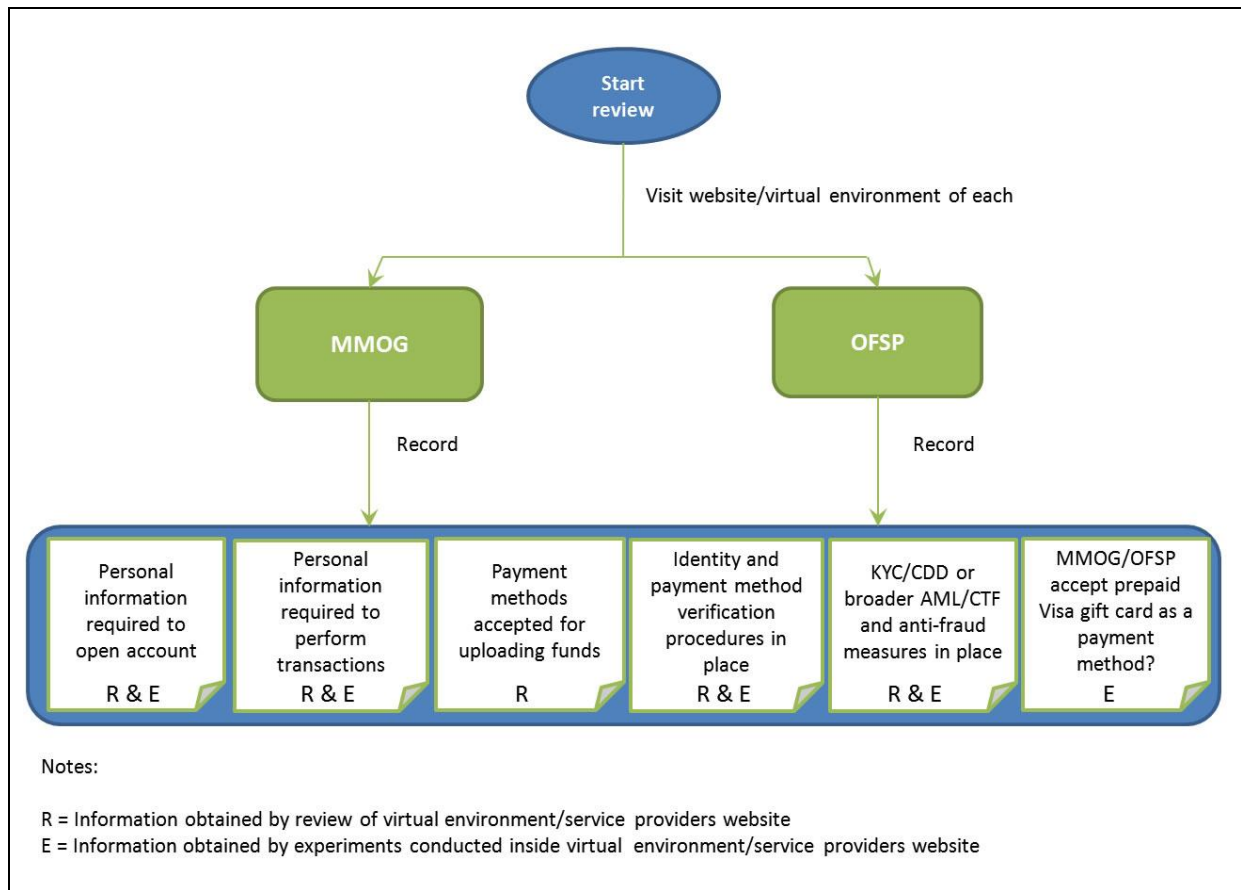 Start
review
Visit website/virtual environment of each
MMOG
OFSP
Record
Record
Personal
information
required to
open account
R & E
Personal
information
required to
perform
transactions
R & E
Payment
methods
accepted for
uploading funds
R
Identity and
payment method
verification
procedures in
place
R & E
KYC/CDD or
broader AML/CTF
and anti-fraud
measures in place
R & E
MMOG/OFSP
accept prepaid
Visa gift card as a
payment
method?
E
Notes:
R = Information obtained by review of virtual environment/service providers website
E = Information obtained by experiments conducted inside virtual environment/service providers website